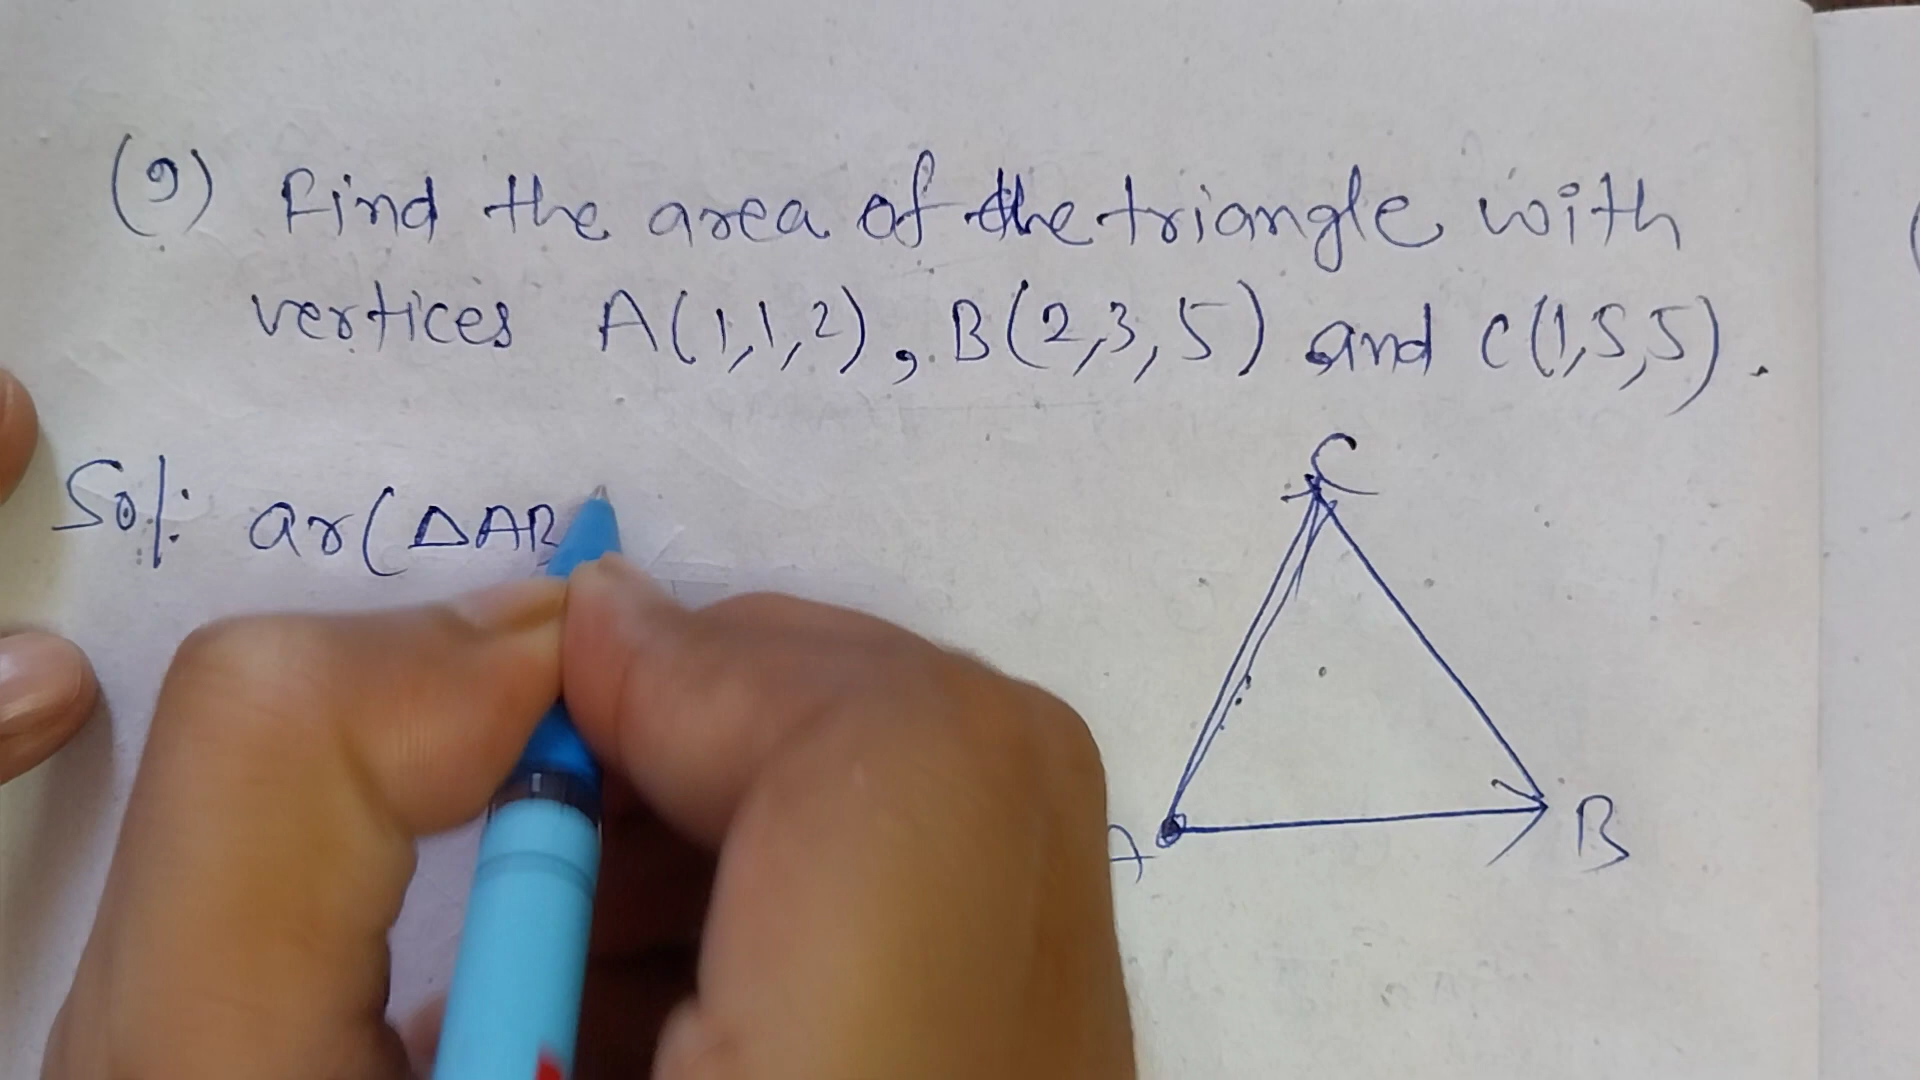 (9) Find the area of the triangle with
vertices A(1,1,2), B(2,3,5) and C(1,5,5).
Sol: ar(△AB
C
A
B